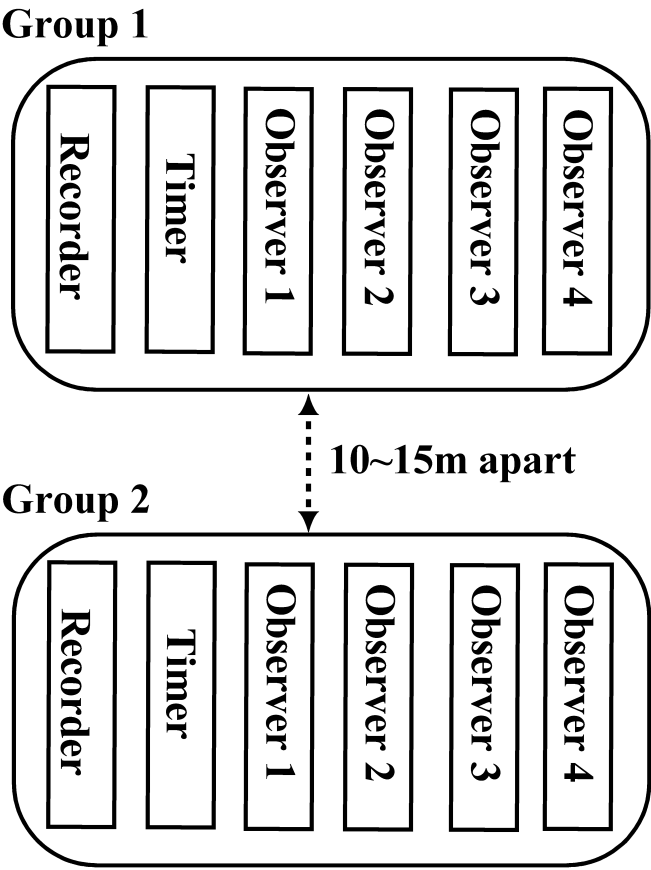 Group 1
Recorder
Timer
Observer 1
Observer 2
Observer 3
Observer 4
10~15m apart
Group 2
Recorder
Timer
Observer 1
Observer 2
Observer 3
Observer 4